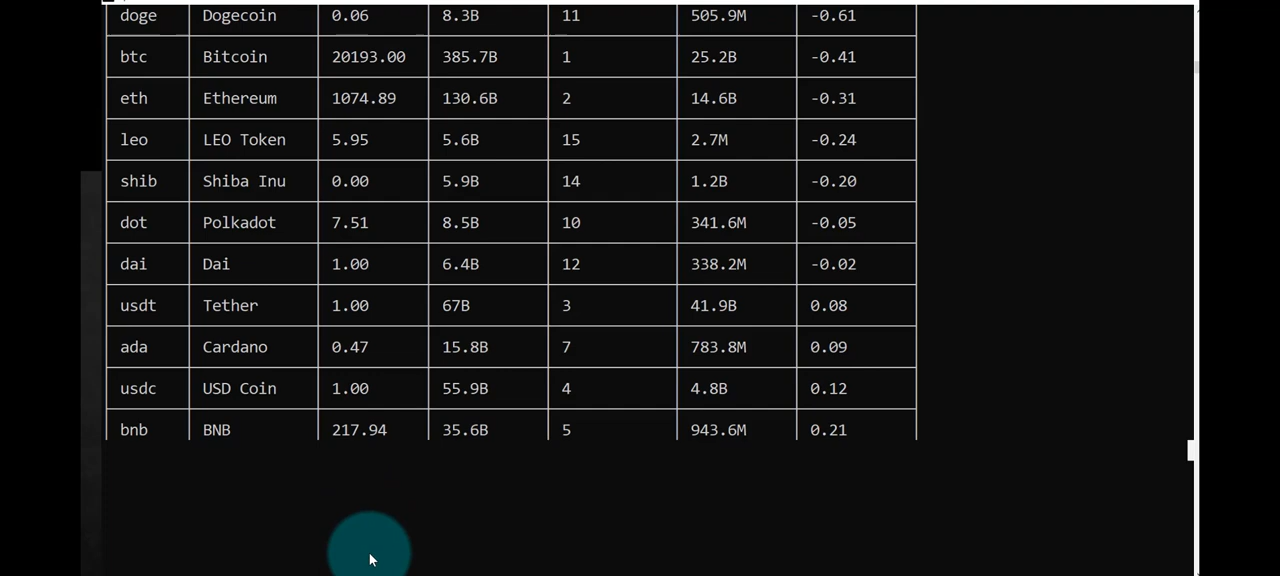 doge Dogecoin 0.06 8.3B 11 505.9M -0.61
btc Bitcoin 20193.00 385.7B 1 25.2B -0.41
eth Ethereum 1074.89 130.6B 2 14.6B -0.31
leo LEO Token 5.95 5.6B 15 2.7M -0.24
shib Shiba Inu 0.00 5.9B 14 1.2B -0.20
dot Polkadot 7.51 8.5B 10 341.6M -0.05
dai Dai 1.00 6.4B 12 338.2M -0.02
usdt Tether 1.00 67B 3 41.9B 0.08
ada Cardano 0.47 15.8B 7 783.8M 0.09
usdc USD Coin 1.00 55.9B 4 4.8B 0.12
bnb BNB 217.94 35.6B 5 943.6M 0.21